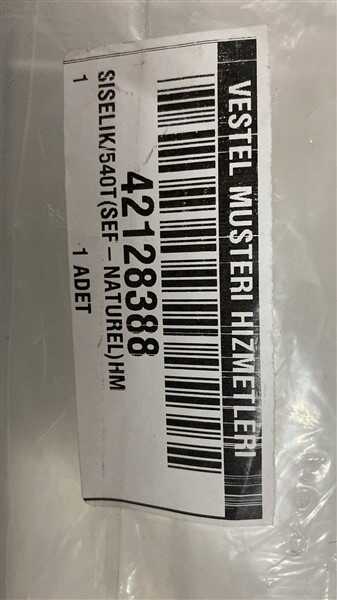 VESTEL MUSTERI HIZMETLERI
42128388
SISELIK/540T(SEF – NATUREL)HM
1 1 ADET